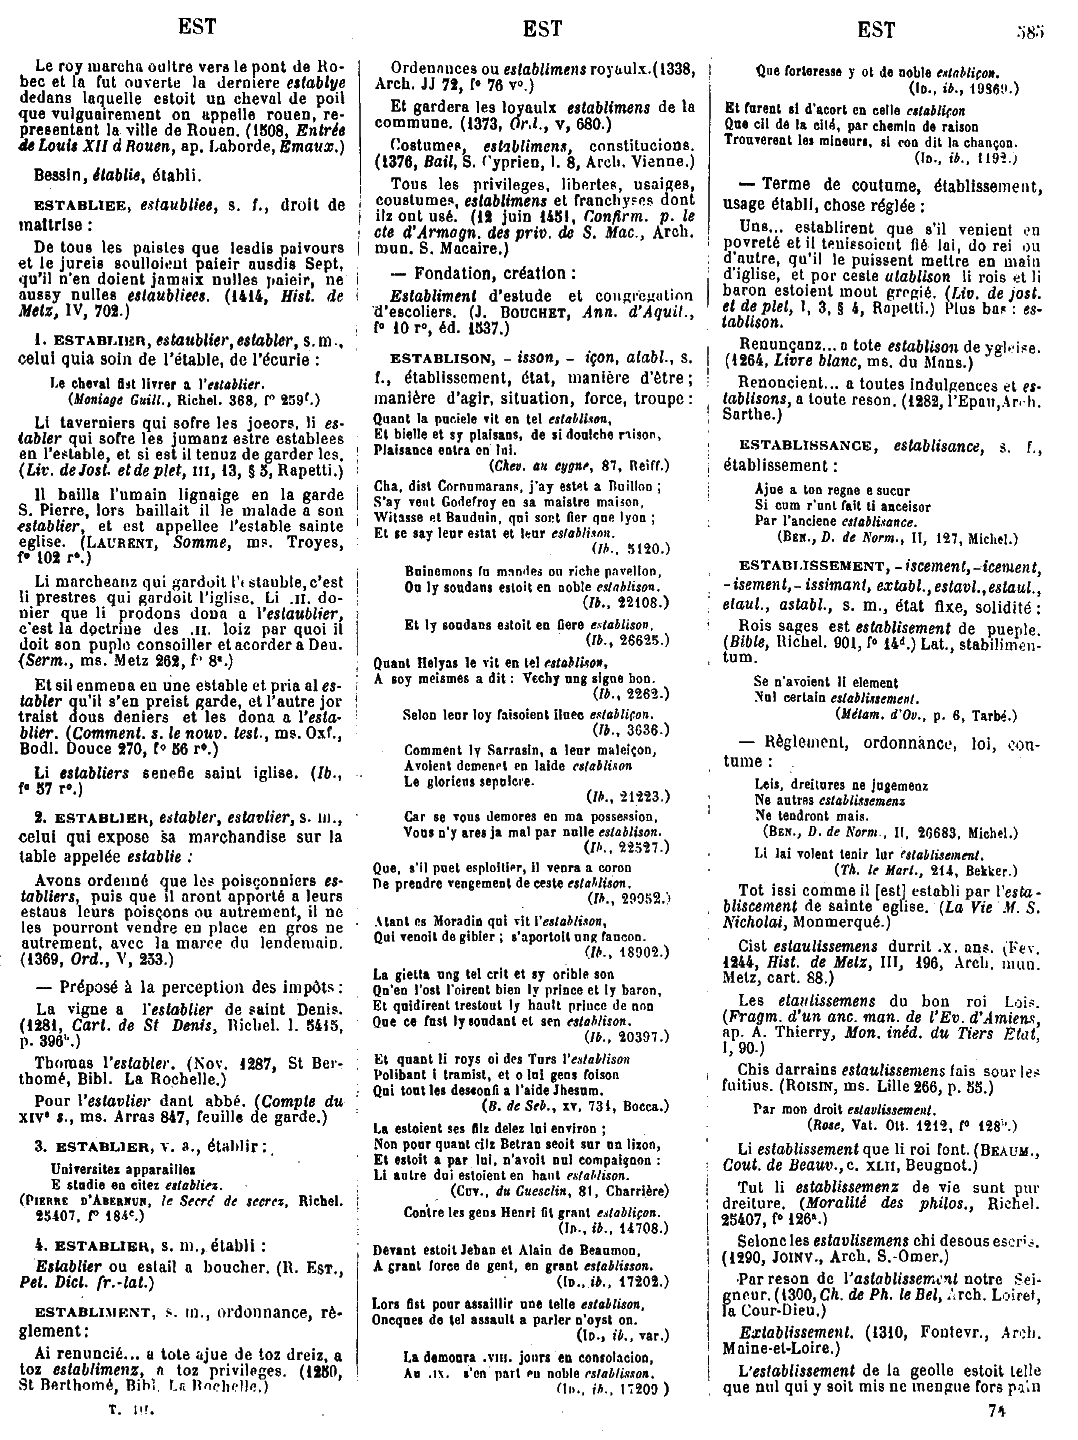 EST
EST
EST
585
Le roy marcha oultre vers le pont de Ro-
bec et la fut ouverte la derniere establye
dedans laquelle estoit un cheval de poil
que vulguairement on appelle rouen, re-
presentant la ville de Rouen. (1508, Entrée
de Louis XII à Rouen, ap. Laborde, Emaux.)
Bessin, établie, établi.
ESTABLIEE, estaubliee, s. f., droit de
maîtrise :
De tous les paistes que lesdis paivours
et le jureis soulloient paieir ausdis Sept,
qu'il n'en doient jamaix nulles paieir, ne
aussy nulles estaubliees. (1414, Hist. de
Metz, IV, 702.)
1. ESTABLIER, estaublier, establer, s. m.,
celui qui a soin de l'étable, de l'écurie :
Le cheval fist livrer a l'establier.
(Moniage Guill., Richel. 368, f° 259f.)
Li taverniers qui sofre les joeors, li es-
tabler qui sofre les jumanz estre establees
en l'estable, et si est il tenuz de garder les.
(Liv. de Jost. et de plet, III, 13, § 5, Rapetti.)
Il bailla l'umain lignaige en la garde
S. Pierre, lors baillait il le malade a son
establier, et est appellee l'estable sainte
eglise. (LAURENT, Somme, ms. Troyes,
f° 102 r°.)
Li marcheanz qui gardoit l'estauble, c'est
li prestres qui gardoit l'iglise. Li .II. do-
nier que li prodons dona a l'estaublier,
c'est la doctrine des .II. loiz par quoi il
doit son puple consoillier et acorder a Deu.
(Serm., ms. Metz 262, f° 8a.)
Et sil enmena en une estable et pria al es-
tabler qu'il s'en preist garde, et l'autre jor
traist dous deniers et les dona a l'esta-
blier. (Comment. s. le nouv. test., ms. Oxf.,
Bodl. Douce 270, f° 56 r°.)
Li establiers senefie saint iglise. (Ib.,
f° 57 r°.)
2. ESTABLIER, establer, estavlier, s. m.,
celui qui expose sa marchandise sur la
table appelée establie :
Avons ordenné que les poisçonniers es-
tabliers, puis que il aront apporté a leurs
estaus leurs poisçons ou autrement, il ne
les pourront vendre en place en gros ne
autrement, avec la maree du lendemain.
(1369, Ord., V, 253.)
— Préposé à la perception des impôts :
La vigne a l'establier de saint Denis.
(1281, Cart. de St Denis, Richel. l. 5415,
p. 396b.)
Thomas l'establer. (Nov. 1287, St Ber-
thomé, Bibl. La Rochelle.)
Pour l'estavlier dant abbé. (Compte du
XIVe s., ms. Arras 847, feuille de garde.)
3. ESTABLIER, v. a., établir :
Universitez apparailliez
E studie en citez establiez.
(PIERRE D'ABERNUN, le Secré de secrez, Richel.
25407, f° 184c.)
4. ESTABLIER, s. m., établi :
Establier ou estail a boucher. (R. EST.,
Pet. Dict. fr.-lat.)
ESTABLIMENT, s. m., ordonnance, rè-
glement :
Ai renuncié... a tote ajue de toz dreiz, a
toz establimenz, a toz privileges. (1250,
St Berthomé, Bibl. La Rochelle.)
T. III.
Ordennuces ou establimens royaulx. (1338,
Arch. JJ 72, f° 76 v°.)
Et gardera les loyaulx establimens de la
commune. (1373, Ord., V, 680.)
Costumes, establimens, constitucions.
(1376, Bail, S. Cyprien, l. 8, Arch. Vienne.)
Tous les privileges, libertes, usaiges,
coustumes, establimens et franchyses dont
ilz ont usé. (12 juin 1451, Confirm. p. le
cte d'Armagn. des priv. de S. Mac., Arch.
mun. S. Macaire.)
— Fondation, création :
Establiment d'estude et congregation
d'escoliers. (J. BOUCHET, Ann. d'Aquit.,
f° 10 r°, éd. 1537.)
ESTABLISON, - isson, - içon, atabl., s.
f., établissement, état, manière d'être ;
manière d'agir, situation, force, troupe :
Quant la puciele vit en tel establison,
Et bielle et sy plaisans, de si doulche raison,
Plaisance entra en lui.
(Chev. au cygne, 87, Reiff.)
Cha, dist Cornumarans, j'ay estet a Buillon ;
S'ay veut Godefroy en sa maistre maison,
Witasse et Bauduin, qui sont fier que lyon ;
Et se say leur estat et leur establison.
(Ib., 5120.)
Buinemons fu mandes ou riche pavellon,
Ou ly soudans estoit en noble establison.
(Ib., 22108.)
Et ly soudans estoit en fiere establison.
(Ib., 26625.)
Quant Helyas le vit en tel establison,
A soy meismes a dit : Vechy ung signe bon.
(Ib., 2262.)
Selon leur loy faisoient iluec establiçon.
(Ib., 3636.)
Comment ly Sarrasin, a leur maleiçon,
Avoient demenet en laide establison
Le glorieus sepulcre.
(Ib., 21223.)
Car se vous demores en ma possession,
Vous n'y ares ja mal par nulle establison.
(Ib., 22527.)
Que, s'il puet esploitier, il venra a coron
De prendre vengement de ceste establison.
(Ib., 29052.)
Atant es Moradin qui vit l'establison,
Qui venoit de gibler ; s'aportoit ung faucon.
(Ib., 18902.)
La gietta ung tel crit et sy orible son
Qu'en l'ost l'oirent bien ly prince et ly baron,
Et quidirent trestout ly hault prince de non
Que ce fust ly soudant et sen establison.
(Ib., 20397.)
Et quant li roys oi des Turs l'establison
Polibant i tramist, et o lui gens foison
Qui tout les desconfi a l'aide Jhesum.
(B. de Seb., XV, 731, Bocca.)
La estoient ses filz delez lui environ ;
Non pour quant cilz Betran seoit sur un lizon,
Et estoit a par lui, n'avoit nul compaignon :
Li autre dui estoient en haut establison.
(CUV., du Guesclin, 81, Charrière)
Contre les gens Henri fit grant establiçon.
(ID., ib., 14708.)
Devant estoit Jehan et Alain de Beaumon,
A grant force de gent, en grant establisson.
(ID., ib., 17202.)
Lors fist pour assaillir une telle establison,
Oncques de tel assault a parler n'oyst on.
(ID., ib., var.)
La demoura .VIII. jours en consolacion,
Au .IX. s'en part en noble establisson.
(ID., ib., 17209 )
Que forteresse y ot de noble establiçon.
(ID., ib., 19869.)
Et furent si d'acort en celle establiçon
Que cil de la cité, par chemin de raison
Trouverent les mineurs, si con dit la chançon.
(ID., ib., 1192.)
— Terme de coutume, établissement,
usage établi, chose réglée :
Uns... establirent que s'il venient en
povreté et il tenissoient fié lai, do rei ou
d'autre, qu'il le puissent mettre en main
d'iglise, et por ceste utablison li rois et li
baron estoient mout gregié. (Liv. de jost.
et de plet, I, 3, § 4, Rapetti.) Plus bas : es-
tablison.
Renunçanz... a tote establison de ygleise.
(1264, Livre blanc, ms. du Mans.)
Renoncient... a toutes indulgences et es-
tablisons, a toute reson. (1282, l'Epau, Arch.
Sarthe.)
ESTABLISSANCE, establisance, s. f.,
établissement :
Ajue a ton regne e sucur
Si cum r'unt fait ti anceisor
Par l'anciene establisance.
(BEN., D. de Norm., II, 127, Michel.)
ESTABLISSEMENT, - iscement, - icement,
- isement, - issimant, extabl., estavl., estaul.,
etaul., astabl., s. m., état fixe, solidité :
Rois sages est establisement de pueple.
(Bible, Richel. 901, f° 14d.) Lat., stabilimen-
tum.
Se n'avoient li element
Nul certain establissement.
(Métam. d'Ov., p. 6, Tarbé.)
— Règlement, ordonnance, loi, cou-
tume :
Leis, dreitures ne jugemenz
Ne autres establissemenz
Ne tendront mais.
(BEN., D. de Norm., II, 20683, Michel.)
Li lai volent tenir lur establisement.
(Th. le Mart., 214, Bekker.)
Tot issi comme il [est] establi par l'esta-
bliscement de sainte eglise. (La Vie M. S.
Nicholai, Monmerqué.)
Cist estaulissemens durrit .X. ans. (Fev.
1244, Hist. de Metz, III, 196, Arch. mun.
Metz, cart. 88.)
Les etavlissemens du bon roi Lois.
(Fragm. d'un anc. man. de l'Ev. d'Amiens,
ap. A. Thierry, Mon. inéd. du Tiers Etat,
I, 90.)
Chis darrains estaulissemens fais sour les
fuitius. (ROISIN, ms. Lille 266, p. 55.)
Par mon droit estavlissement.
(Rose, Vat. Ott. 1212, f° 128b.)
Li establissement que li roi font. (BEAUM.,
Cout. de Beauv., c. XLII, Beugnot.)
Tut li establissemenz de vie sunt pur
dreiture. (Moralité des philos., Richel.
25407, f° 126a.)
Selonc les estavlisemens chi desous escris.
(1290, JOINV., Arch. S.-Omer.)
Par reson de l'astablissement notre Sei-
gneur. (1300, Ch. de Ph. le Bel, Arch. Loiret,
la Cour-Dieu.)
Extablissement. (1310, Fontevr., Arch.
Maine-et-Loire.)
L'establissement de la geolle estoit telle
que nul qui y soit mis ne mengue fors pain
74